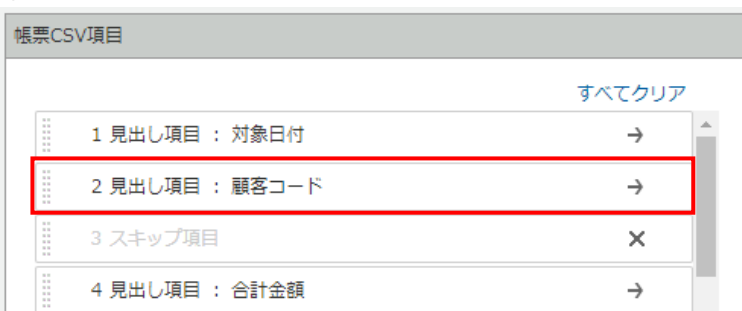 帳票CSV項目
すべてクリア
1 見出し項目 : 対象日付
2 見出し項目 : 顧客コード
3 スキップ項目
4 見出し項目 : 合計金額